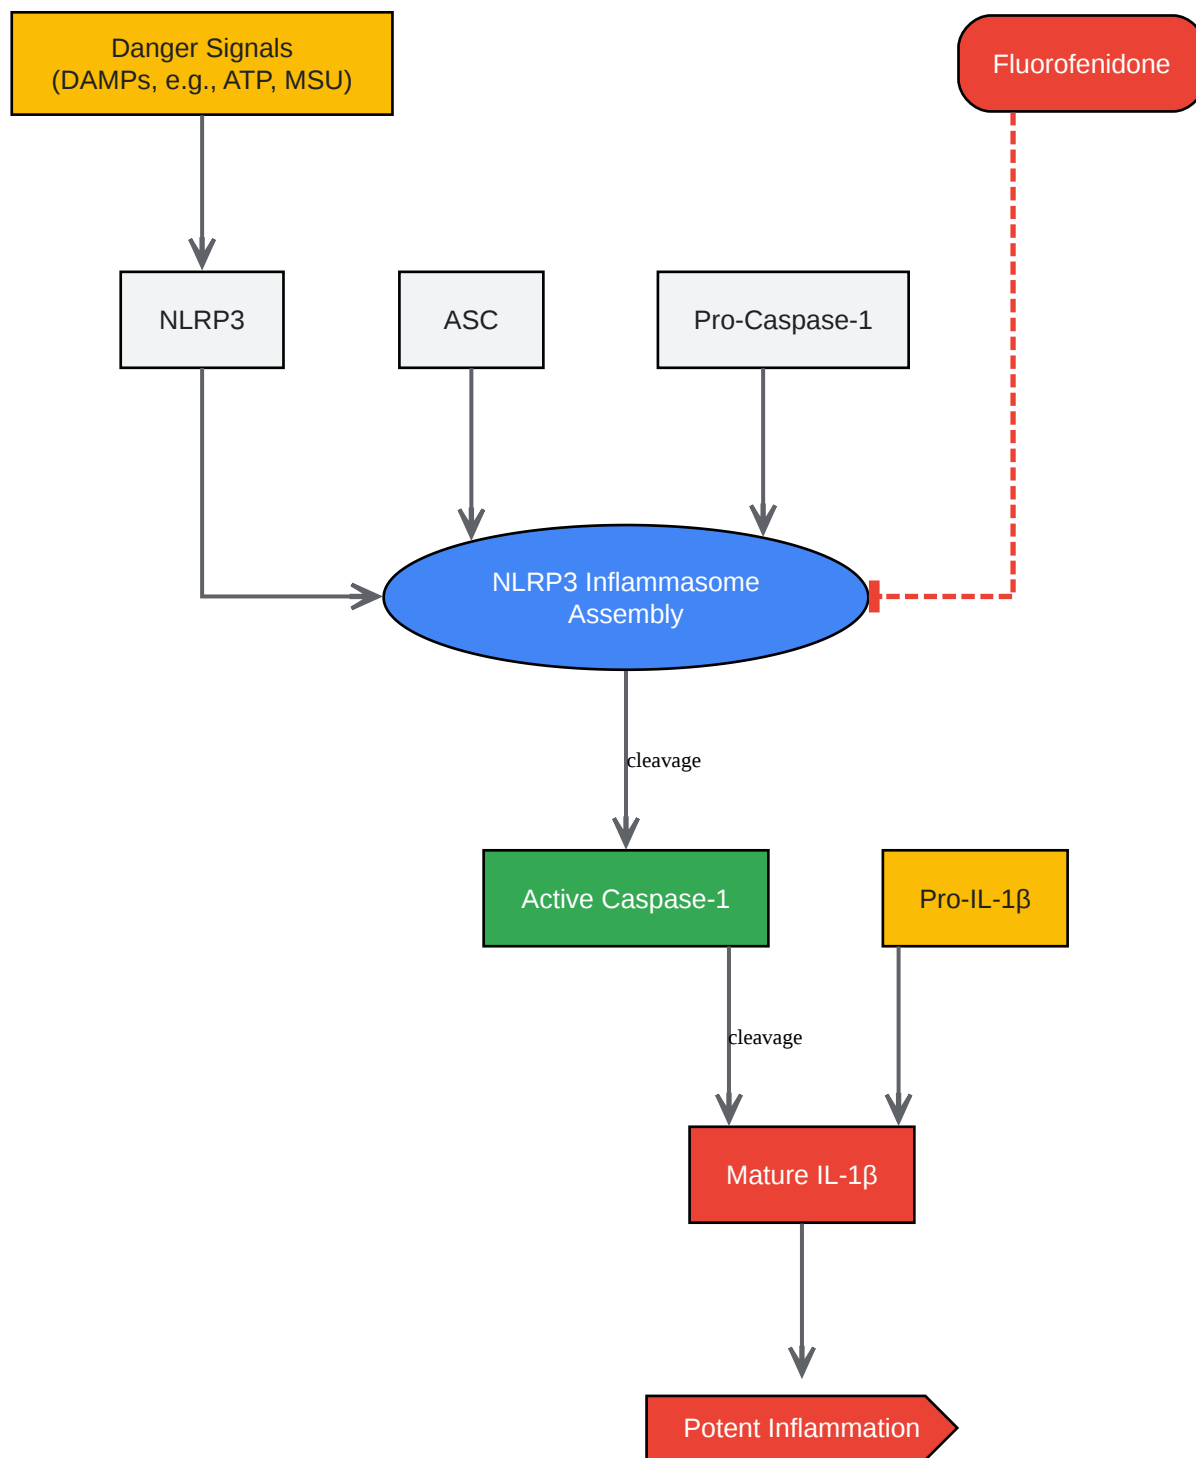 Danger Signals
(DAMPs, e.g., ATP, MSU)
Fluorofenidone
NLRP3
ASC
Pro-Caspase-1
NLRP3 Inflammasome
Assembly
cleavage
Active Caspase-1
Pro-IL-1β
cleavage
Mature IL-1β
Potent Inflammation